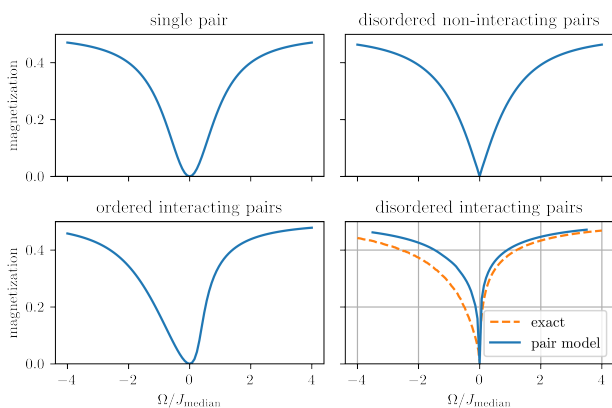 single pair
disordered non-interacting pairs
magnetization
0.4
0.2
0.0
ordered interacting pairs
disordered interacting pairs
magnetization
0.4
0.2
0.0
exact
pair model
−4 −2 0 2 4
−4 −2 0 2 4
Ω/J_median
Ω/J_median